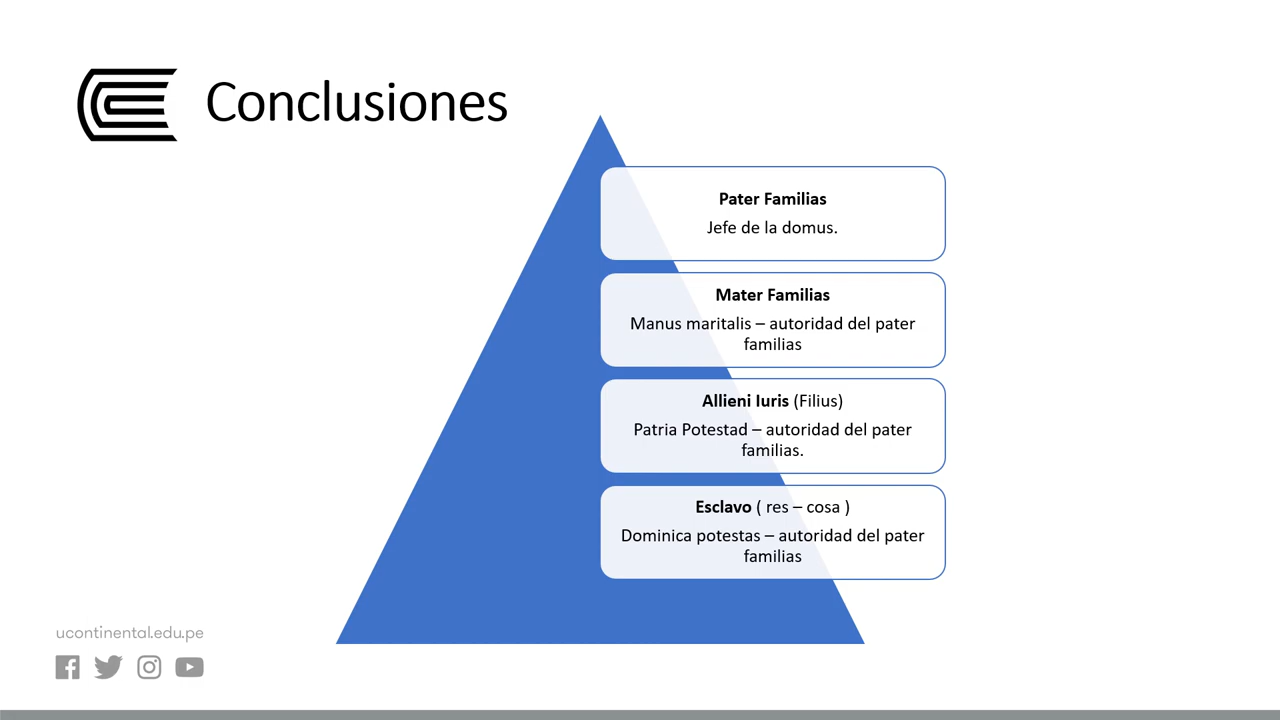 Conclusiones
Pater Familias
Jefe de la domus.
Mater Familias
Manus maritalis – autoridad del pater
familias
Allieni Iuris (Filius)
Patria Potestad – autoridad del pater
familias.
Esclavo ( res – cosa )
Dominica potestas – autoridad del pater
familias
ucontinental.edu.pe